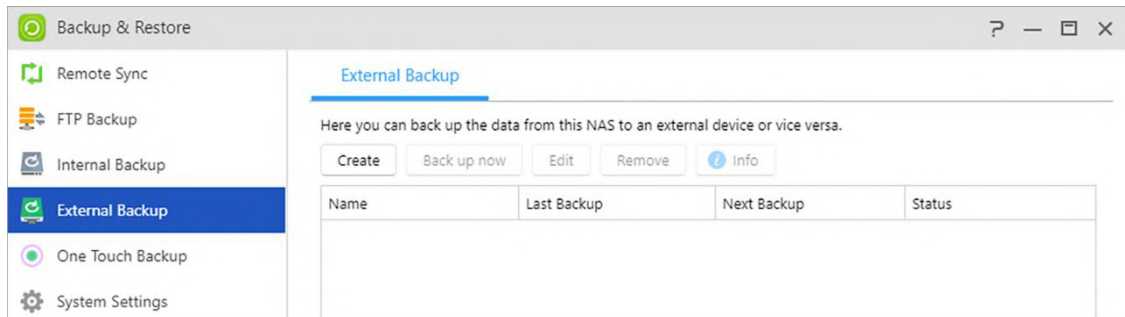 Backup & Restore
Remote Sync
FTP Backup
Internal Backup
External Backup
One Touch Backup
System Settings
External Backup
Here you can back up the data from this NAS to an external device or vice versa.
Create Back up now Edit Remove Info
Name Last Backup Next Backup Status